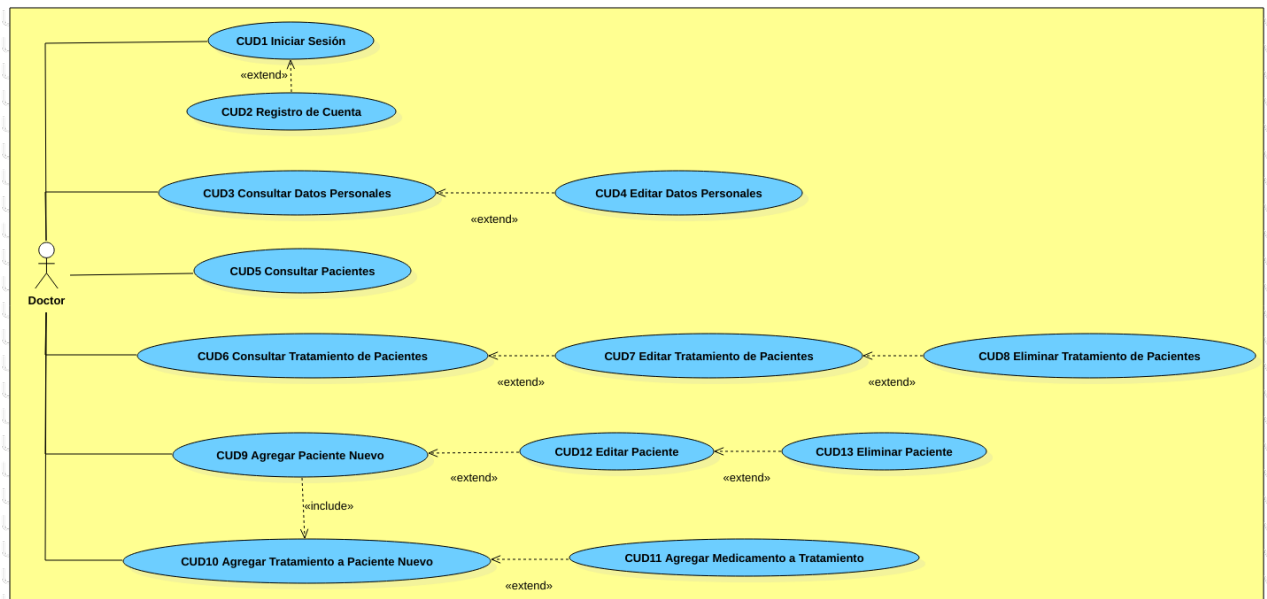 CUD1 Iniciar Sesión
«extend»
CUD2 Registro de Cuenta
CUD3 Consultar Datos Personales
CUD4 Editar Datos Personales
«extend»
CUD5 Consultar Pacientes
Doctor
CUD6 Consultar Tratamiento de Pacientes
CUD7 Editar Tratamiento de Pacientes
CUD8 Eliminar Tratamiento de Pacientes
«extend»
«extend»
CUD9 Agregar Paciente Nuevo
CUD12 Editar Paciente
CUD13 Eliminar Paciente
«extend»
«extend»
«include»
CUD10 Agregar Tratamiento a Paciente Nuevo
CUD11 Agregar Medicamento a Tratamiento
«extend»